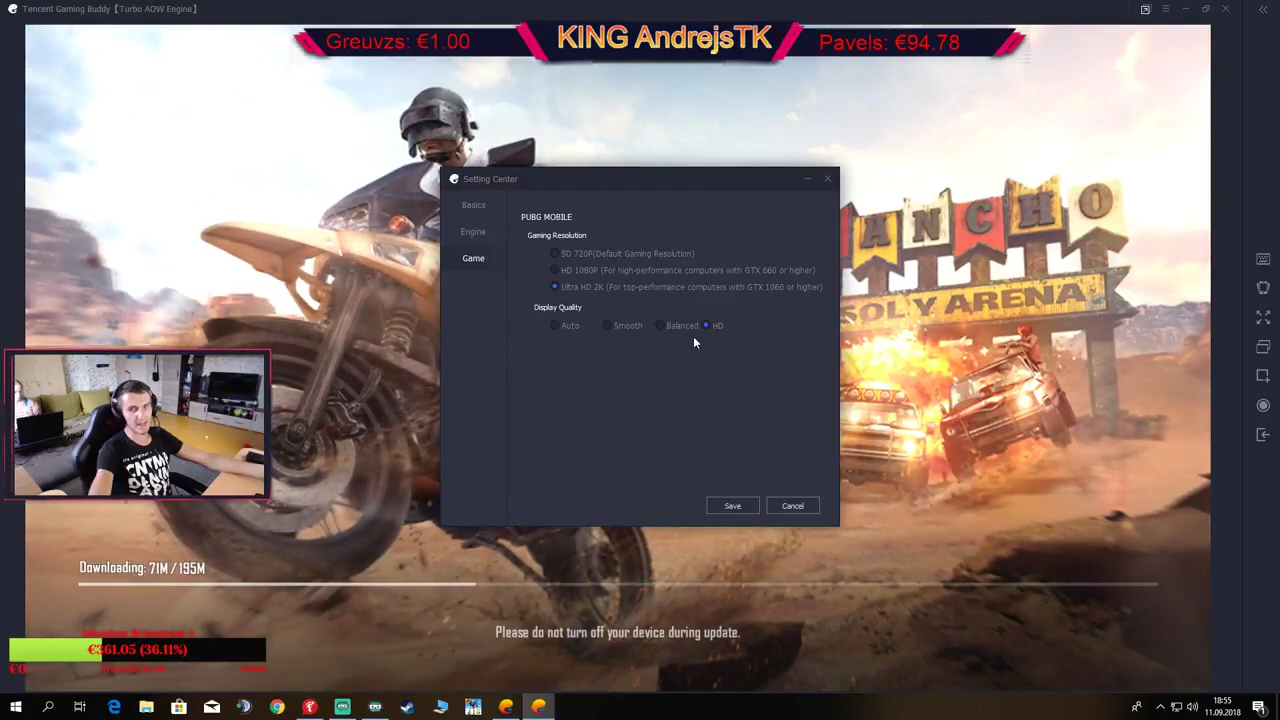 Tencent Gaming Buddy【Turbo AOW Engine】
Greuvzs: €1.00
KING AndrejsTK
Pavels: €94.78
Setting Center
Basics
Engine
Game
PUBG MOBILE
Gaming Resolution
SD 720P(Default Gaming Resolution)
HD 1080P (For high-performance computers with GTX 660 or higher)
Ultra HD 2K (For top-performance computers with GTX 1060 or higher)
Display Quality
Auto Smooth Balanced HD
Save Cancel
ANCHO
SOL Y ARENA
Downloading: 71M / 195M
Please do not turn off your device during update.
€361.05 (36.11%)
€0
18:55
11.09.2018